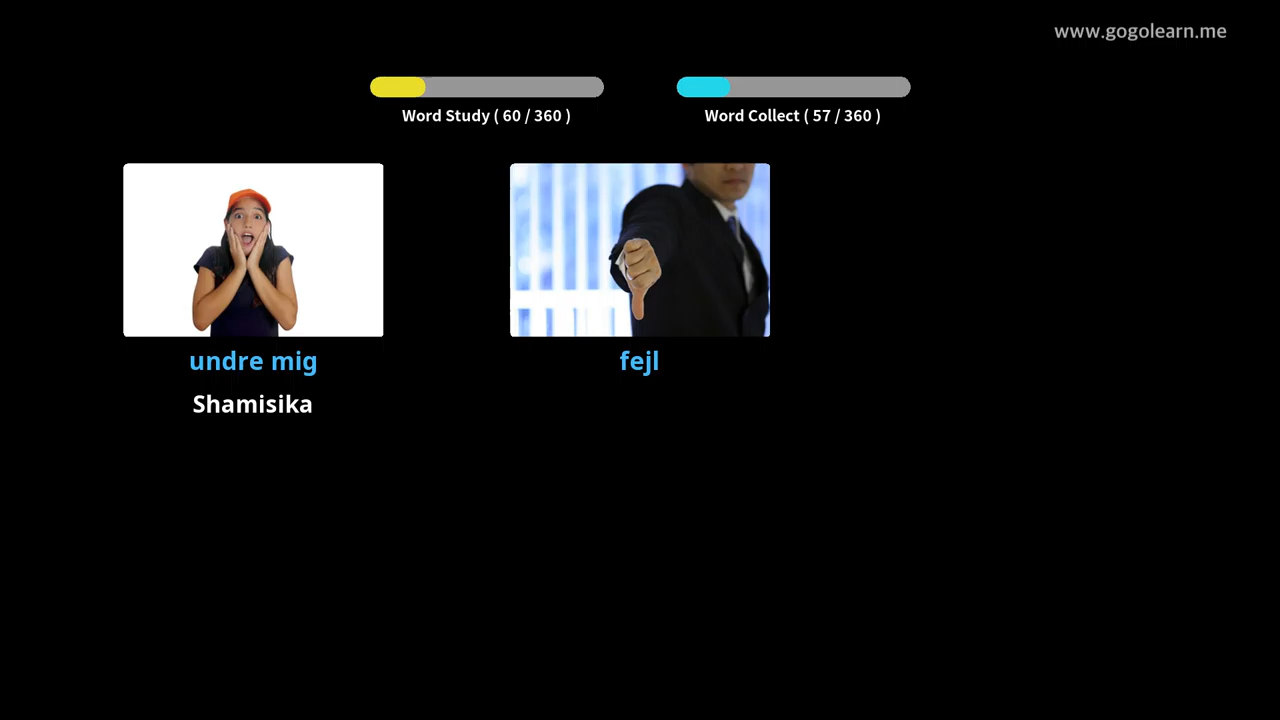 www.gogolearn.me
Word Study ( 60 / 360 )
Word Collect ( 57 / 360 )
undre mig
fejl
Shamisika